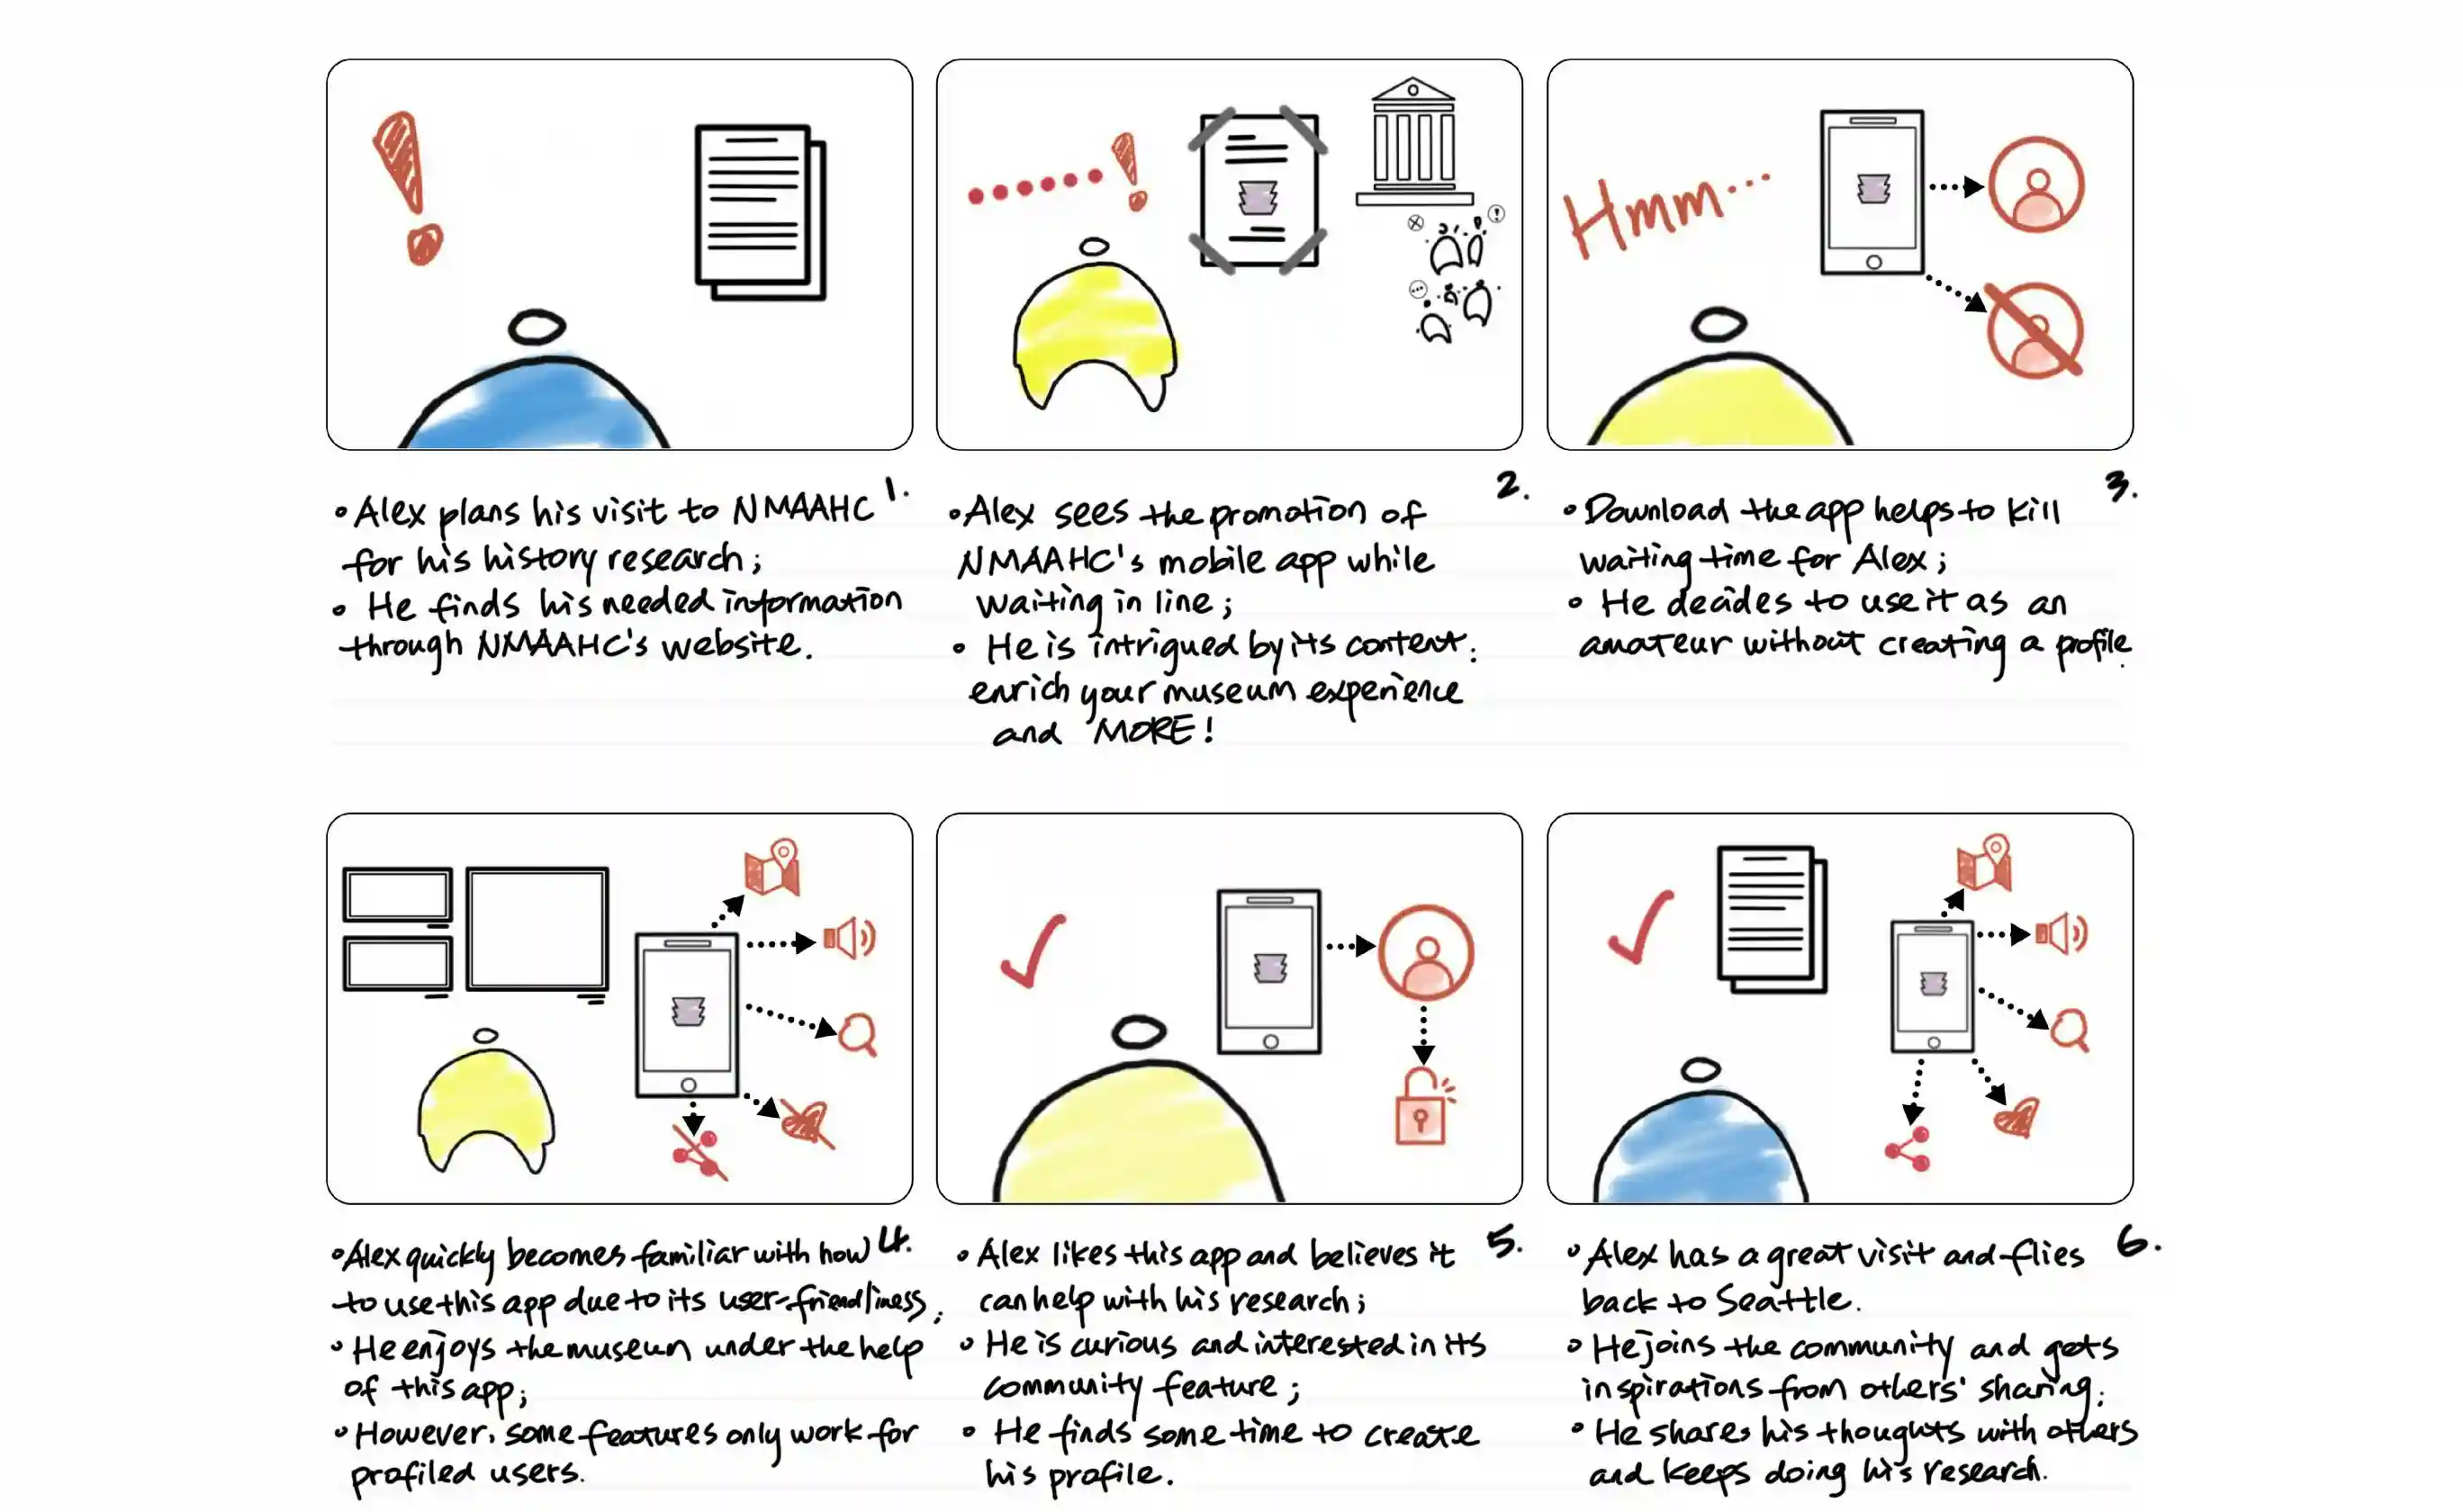 Hmm...
•Alex plans his visit to NMAAHC 1.
for his history research;
• He finds his needed information
through NMAAHC's website.
•Alex sees the promotion of 2.
NMAAHC's mobile app while
waiting in line;
• He is intrigued by its content:
enrich your museum experience
and MORE!
•Download the app helps to kill 3.
waiting time for Alex;
• He decides to use it as an
amateur without creating a profile.
•Alex quickly becomes familiar with how 4.
to use this app due to its user-friendliness;
•He enjoys the museum under the help
of this app;
•However, some features only work for
profiled users.
• Alex likes this app and believes it 5.
can help with his research;
• He is curious and interested in its
community feature;
• He finds some time to create
his profile.
• Alex has a great visit and flies 6.
back to Seattle.
• He joins the community and gets
inspirations from others' sharing;
• He shares his thoughts with others
and keeps doing his research.